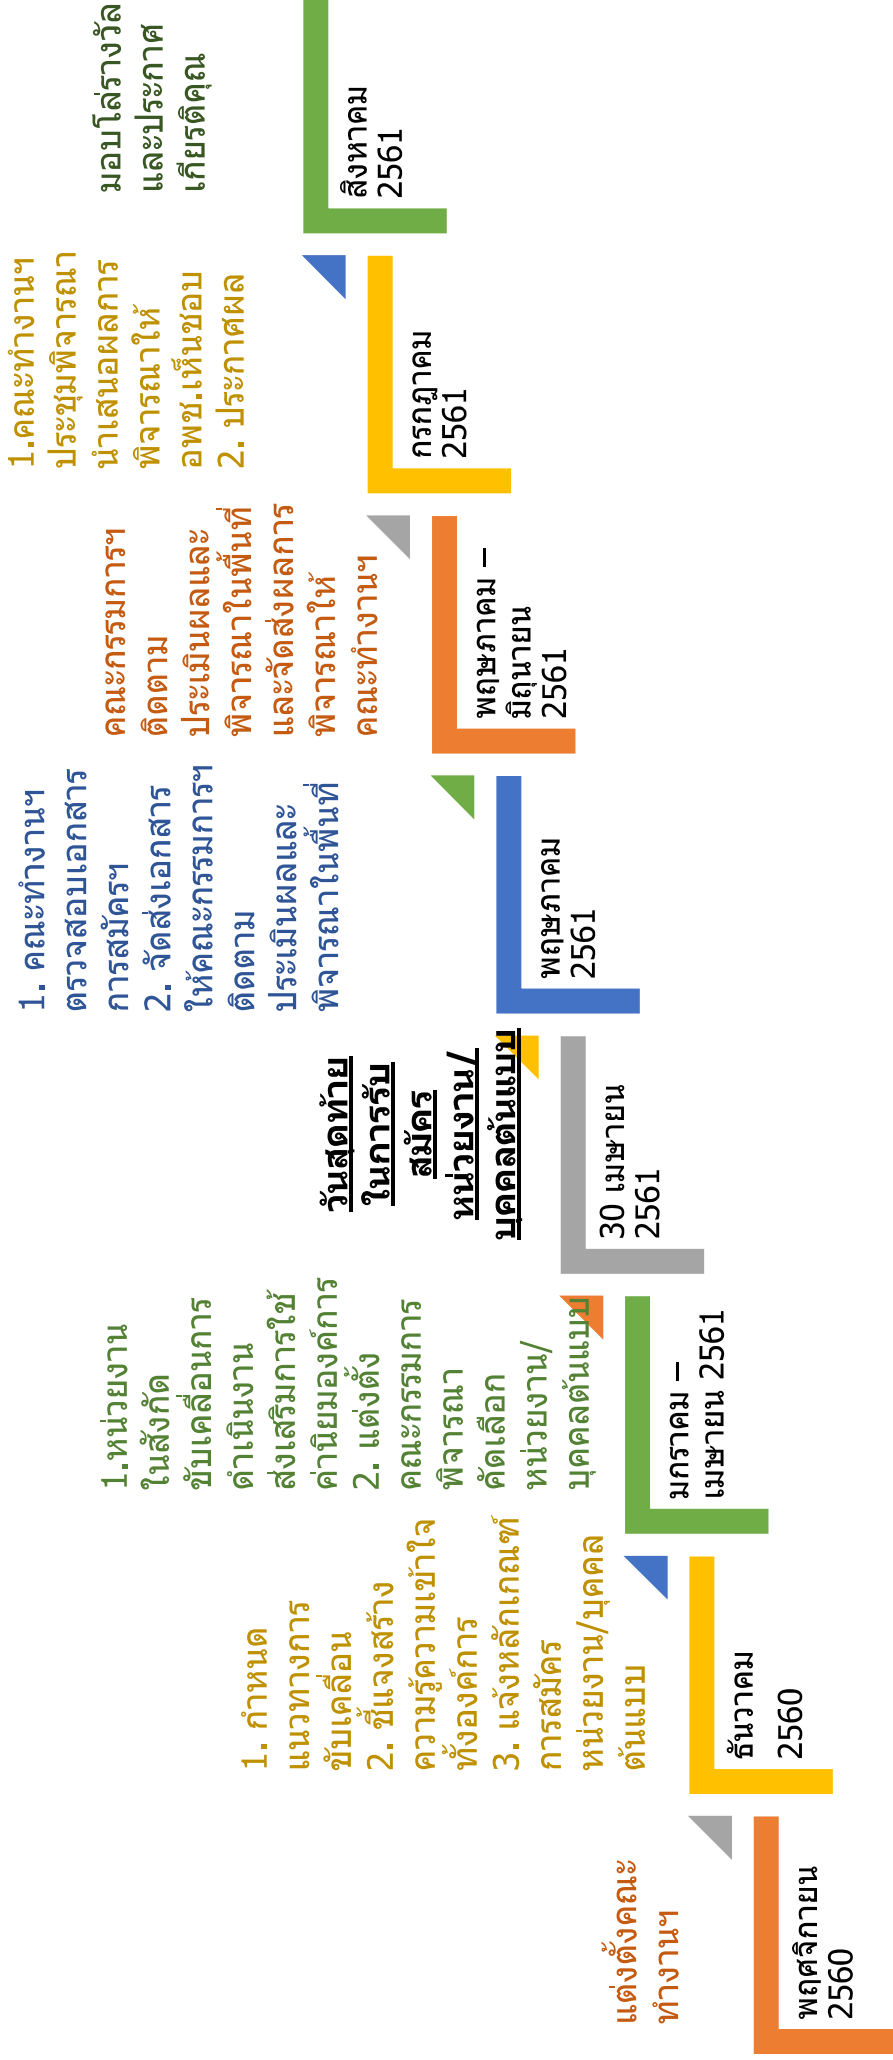 แต่งตั้งคณะ
ทำงานฯ
พฤศจิกายน
2560
1. กำหนด
แนวทางการ
ขับเคลื่อน
2. ชี้แจงสร้าง
ความรู้ความเข้าใจ
ทั้งองค์การ
3. แจ้งหลักเกณฑ์
การสมัคร
หน่วยงาน/บุคคล
ต้นแบบ
ธันวาคม
2560
1.หน่วยงาน
ในสังกัด
ขับเคลื่อนการ
ดำเนินงาน
ส่งเสริมการใช้
ค่านิยมองค์การ
2. แต่งตั้ง
คณะกรรมการ
พิจารณา
คัดเลือก
หน่วยงาน/
บุคคลต้นแบบ
มกราคม –
เมษายน 2561
วันสุดท้าย
ในการรับ
สมัคร
หน่วยงาน/
บุคคลต้นแบบ
30 เมษายน
2561
1. คณะทำงานฯ
ตรวจสอบเอกสาร
การสมัครฯ
2. จัดส่งเอกสาร
ให้คณะกรรมการฯ
ติดตาม
ประเมินผลและ
พิจารณาในพื้นที่
พฤษภาคม
2561
คณะกรรมการฯ
ติดตาม
ประเมินผลและ
พิจารณาในพื้นที่
และจัดส่งผลการ
พิจารณาให้
คณะทำงานฯ
พฤษภาคม –
มิถุนายน
2561
1.คณะทำงานฯ
ประชุมพิจารณา
นำเสนอผลการ
พิจารณาให้
อพช.เห็นชอบ
2. ประกาศผล
กรกฎาคม
2561
มอบโล่รางวัล
และประกาศ
เกียรติคุณ
สิงหาคม
2561